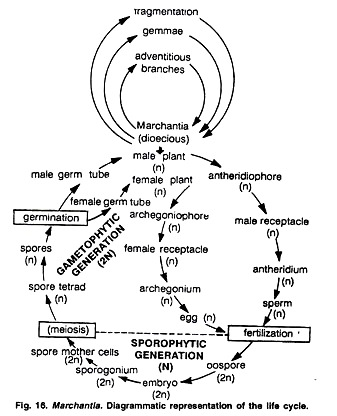 fragmentation
gemmae
adventitious
branches
Marchantia
(dioecious)
male plant
(n)
female plant
(n)
male germ tube
female germ tube
germination
GAMETOPHYTIC
GENERATION
(2N)
spores
(n)
spore tetrad
(n)
(meiosis)
antheridiophore
(n)
male receptacle
(n)
antheridium
(n)
sperm
(n)
archegoniophore
(n)
female receptacle
(n)
archegonium
(n)
egg (n)
fertilization
SPOROPHYTIC
GENERATION
(N)
oospore
(2n)
embryo
(2n)
sporogonium
(2n)
spore mother cells
(2n)
Fig. 16. Marchantia. Diagrammatic representation of the life cycle.